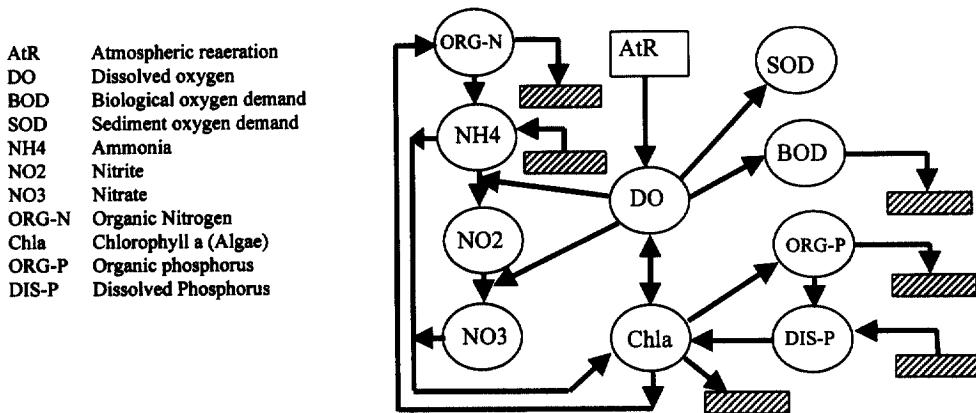 AtR Atmospheric reaeration
DO Dissolved oxygen
BOD Biological oxygen demand
SOD Sediment oxygen demand
NH4 Ammonia
NO2 Nitrite
NO3 Nitrate
ORG-N Organic Nitrogen
Chla Chlorophyll a (Algae)
ORG-P Organic phosphorus
DIS-P Dissolved Phosphorus
ORG-N
AtR
SOD
NH4
BOD
DO
NO2
ORG-P
NO3
Chla
DIS-P